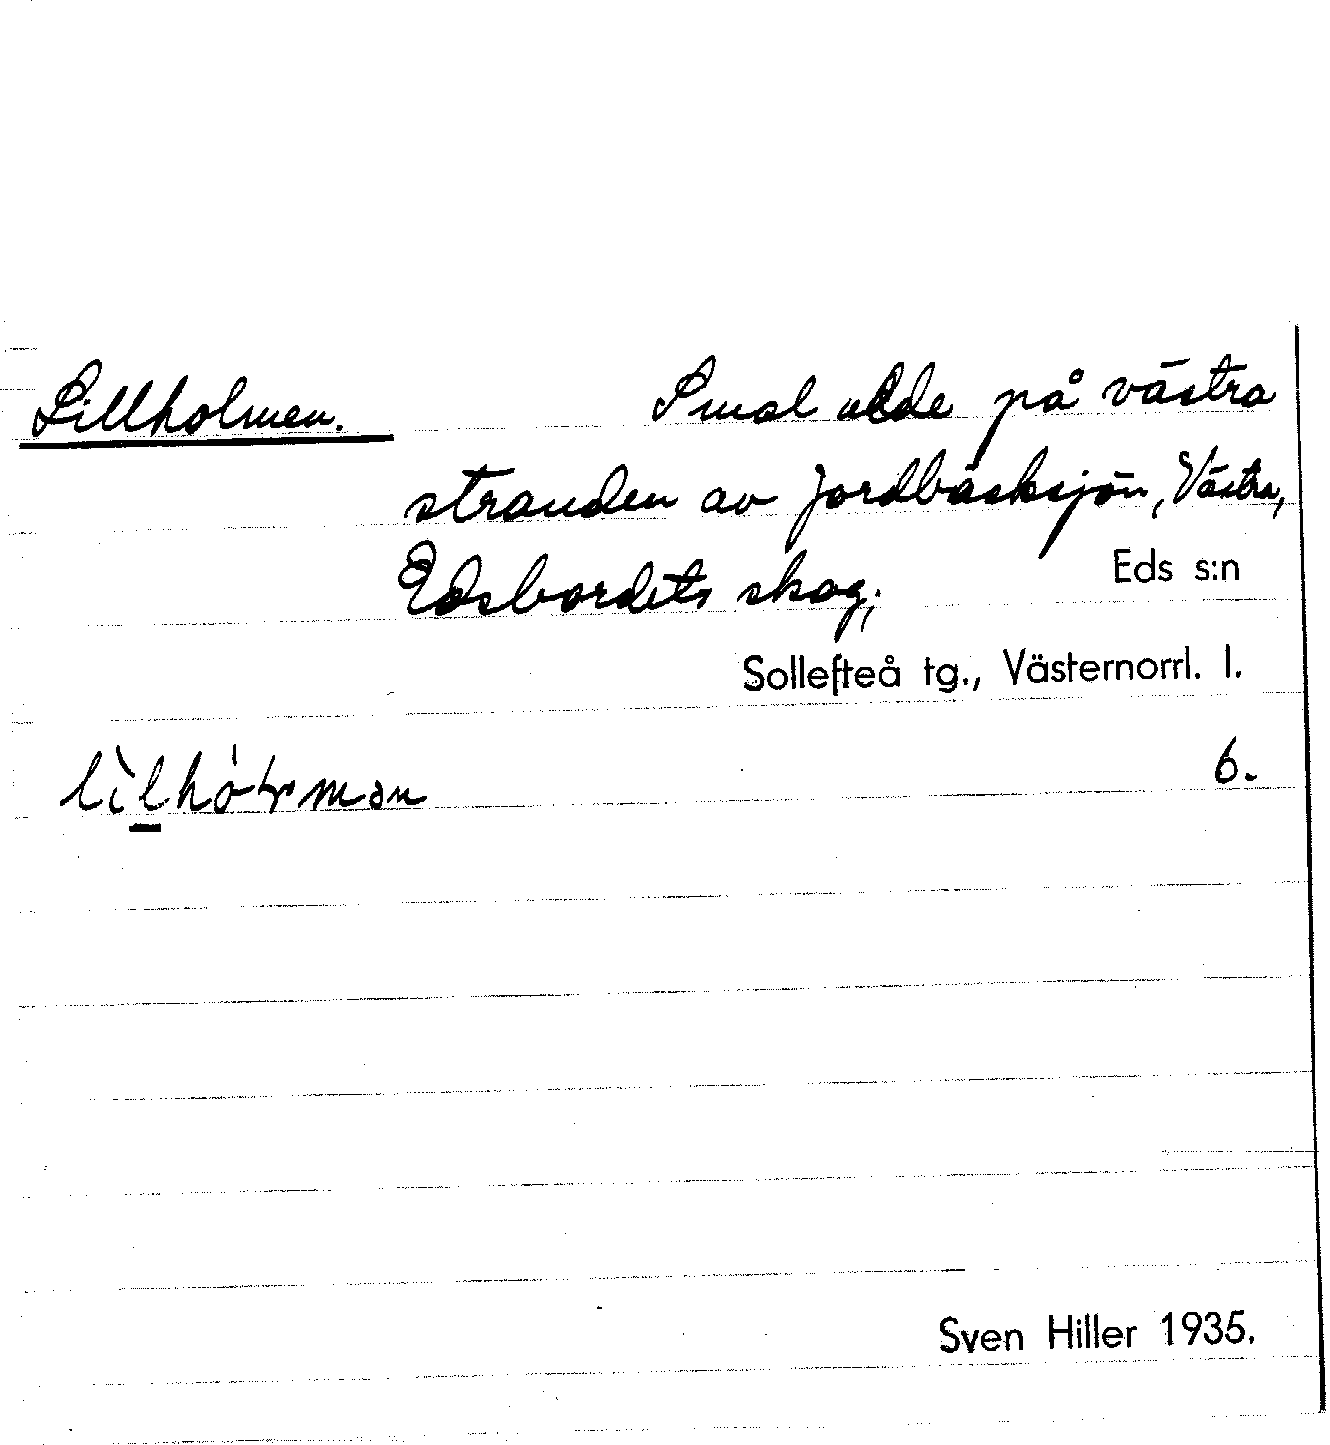 Lillholmen. Smal udde på västra
stranden av Jordbäcksjön, Västra,
Edsbordets skog; Eds s:n
Sollefteå tg., Västernorrl. l.
6.
Sven Hiller 1935.